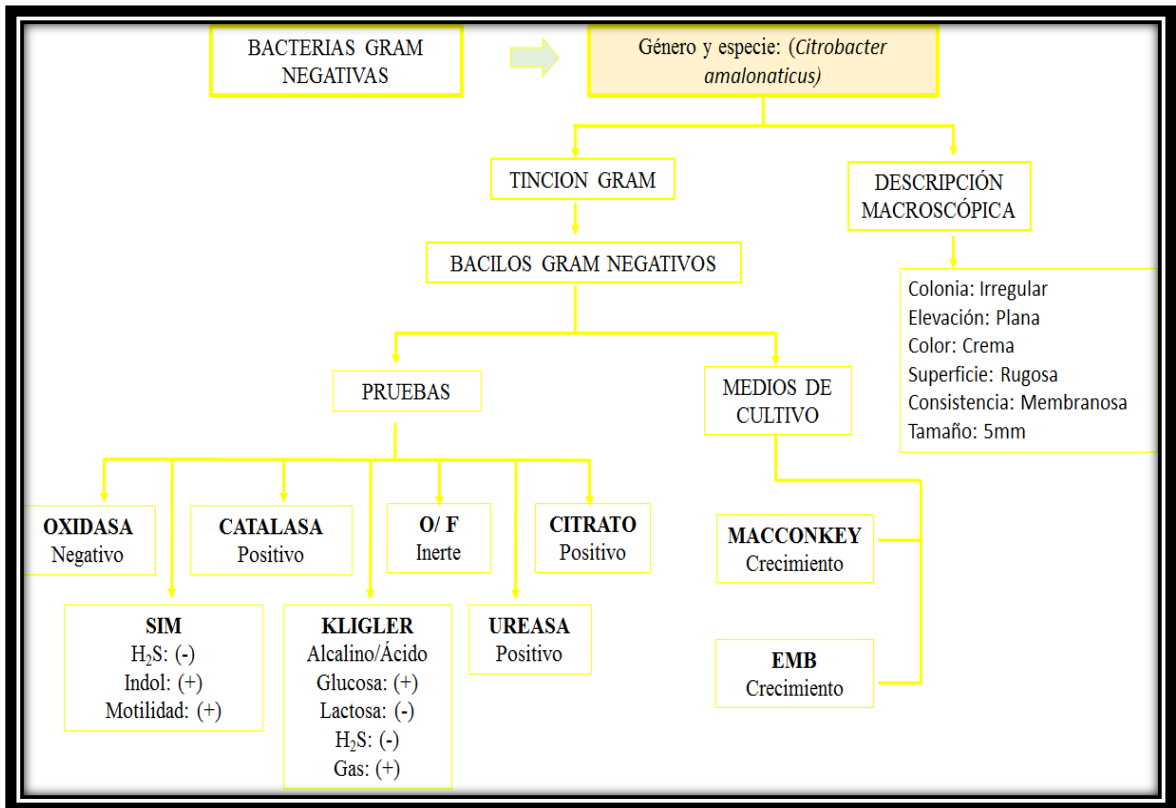 BACTERIAS GRAM
NEGATIVAS
Género y especie: (Citrobacter
amalonaticus)
TINCION GRAM
DESCRIPCIÓN
MACROSCÓPICA
BACILOS GRAM NEGATIVOS
Colonia: Irregular
Elevación: Plana
Color: Crema
Superficie: Rugosa
Consistencia: Membranosa
Tamaño: 5mm
PRUEBAS
MEDIOS DE
CULTIVO
OXIDASA
Negativo
CATALASA
Positivo
O/ F
Inerte
CITRATO
Positivo
MACCONKEY
Crecimiento
SIM
H₂S: (-)
Indol: (+)
Motilidad: (+)
KLIGLER
Alcalino/Ácido
Glucosa: (+)
Lactosa: (-)
H₂S: (-)
Gas: (+)
UREASA
Positivo
EMB
Crecimiento